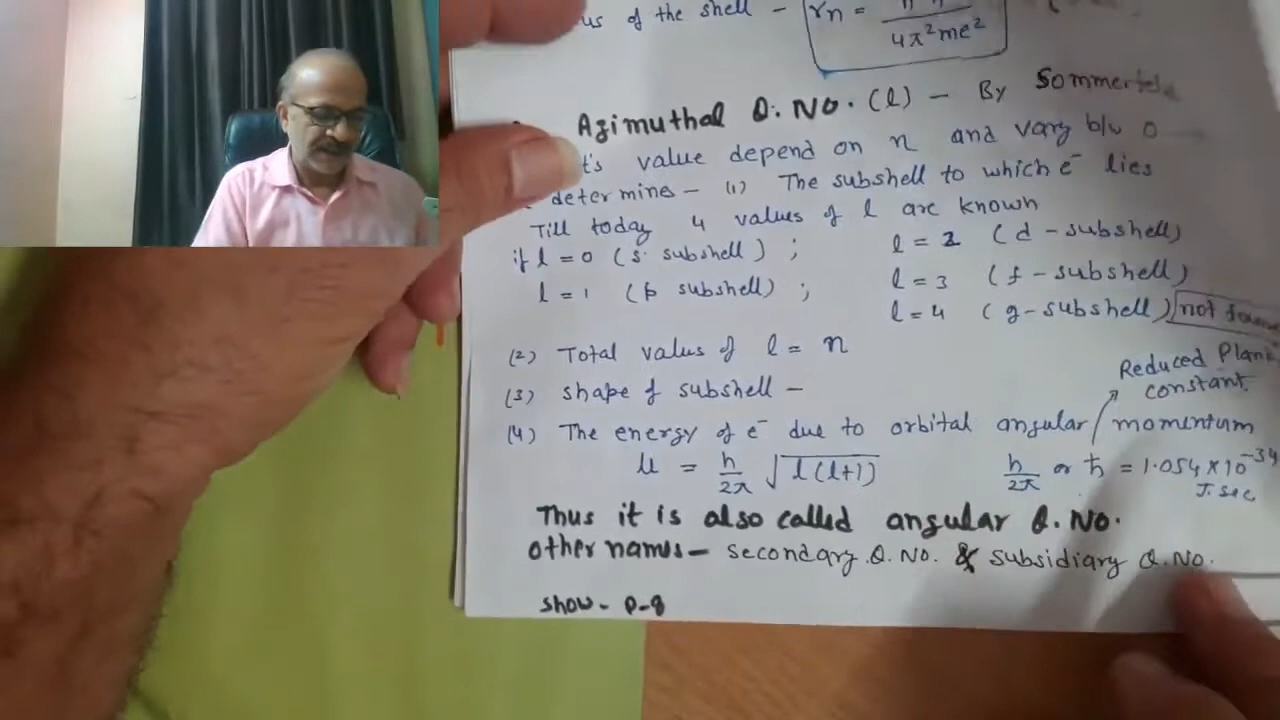 us of the shell - rn =
4π²me²
Azimuthal Q. No. (l) - By Sommerfeld
t's value depend on n and vary b/w 0
determines - (1) The subshell to which e⁻ lies
Till today 4 values of l are known
if l = 0 (s subshell) ; l = 2 (d - subshell)
l = 1 (p subshell) ; l = 3 (f - subshell)
l = 4 (g - subshell) not
(2) Total values of l = n
(3) shape of subshell -
Reduced Plan
constant.
(4) The energy of e⁻ due to orbital angular momentum
= h/2π √l(l+1) h/2π or ħ = 1.054 × 10⁻³⁴
J. sec
Thus it is also called angular Q. No.
other names - secondary Q. No. & subsidiary Q. No.
show - P-8